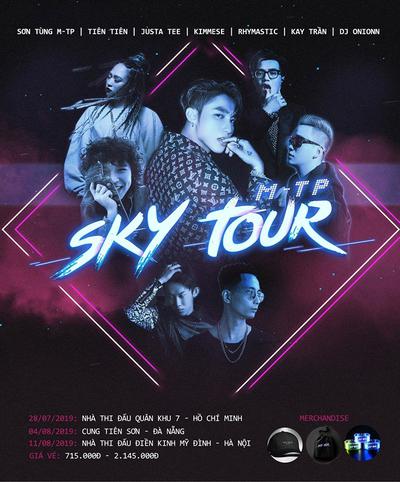 SƠN TÙNG M-TP | TIÊN TIÊN | JUSTA TEE | KIMMESE | RHYMASTIC | KAY TRẦN | DJ ONIONN
M-TP
SKY TOUR
28/07/2019: NHÀ THI ĐẤU QUÂN KHU 7 - HỒ CHÍ MINH
04/08/2019: CUNG TIÊN SƠN - ĐÀ NẴNG
11/08/2019: NHÀ THI ĐẤU ĐIỀN KINH MỸ ĐÌNH - HÀ NỘI
GIÁ VÉ: 715.000Đ - 2.145.000Đ
MERCHANDISE